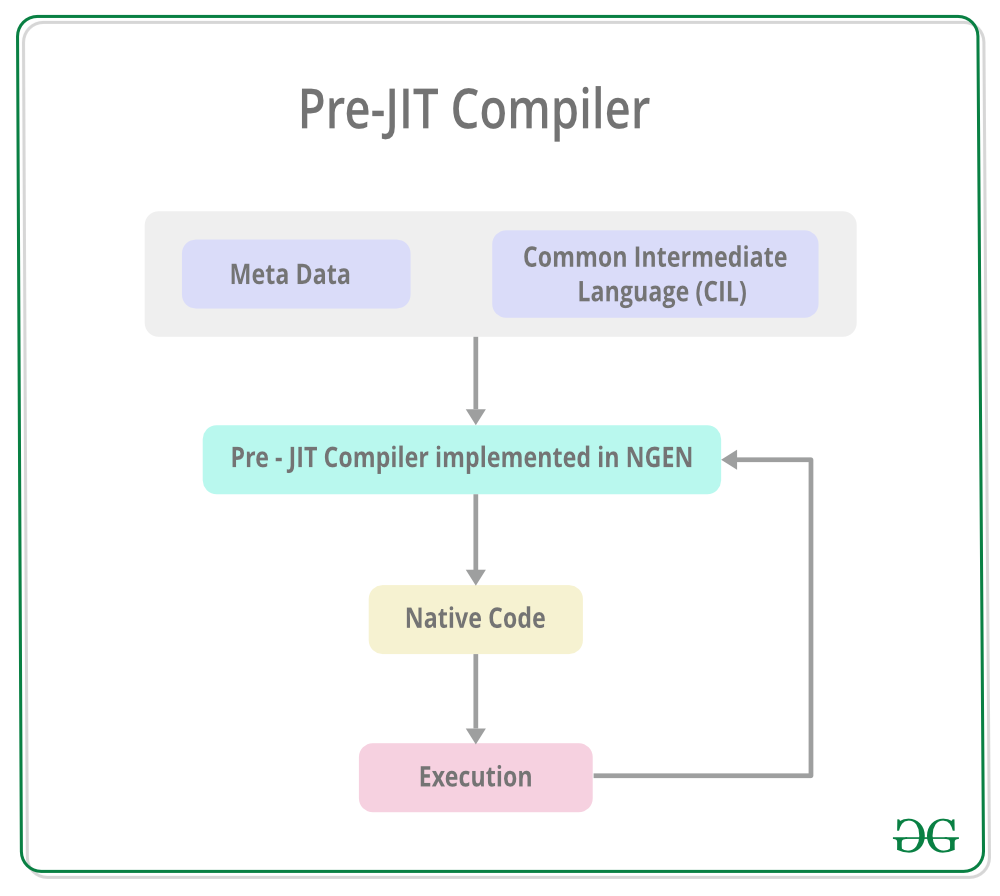 Pre-JIT Compiler
Meta Data
Common Intermediate
Language (CIL)
Pre - JIT Compiler implemented in NGEN
Native Code
Execution